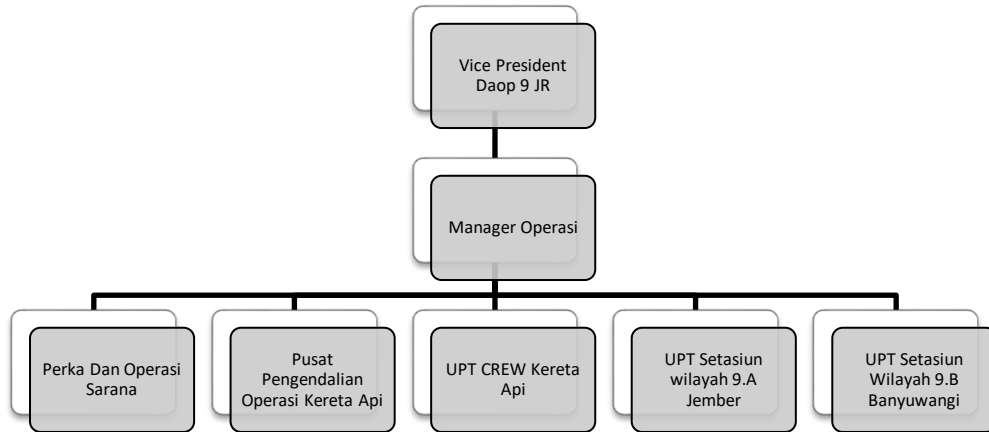 Vice President
Daop 9 JR
Manager Operasi
Perka Dan Operasi
Sarana
Pusat
Pengendalian
Operasi Kereta Api
UPT CREW Kereta
Api
UPT Setasiun
wilayah 9.A
Jember
UPT Setasiun
Wilayah 9.B
Banyuwangi